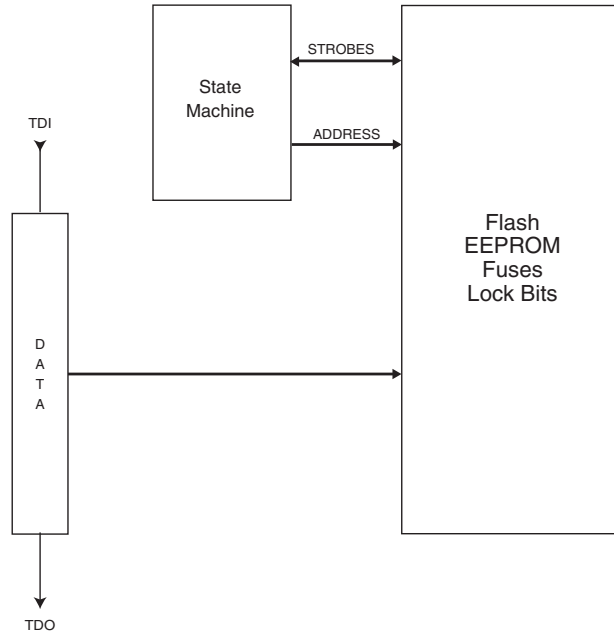 STROBES
State
Machine
TDI
ADDRESS
Flash
EEPROM
Fuses
Lock Bits
D
A
T
A
TDO